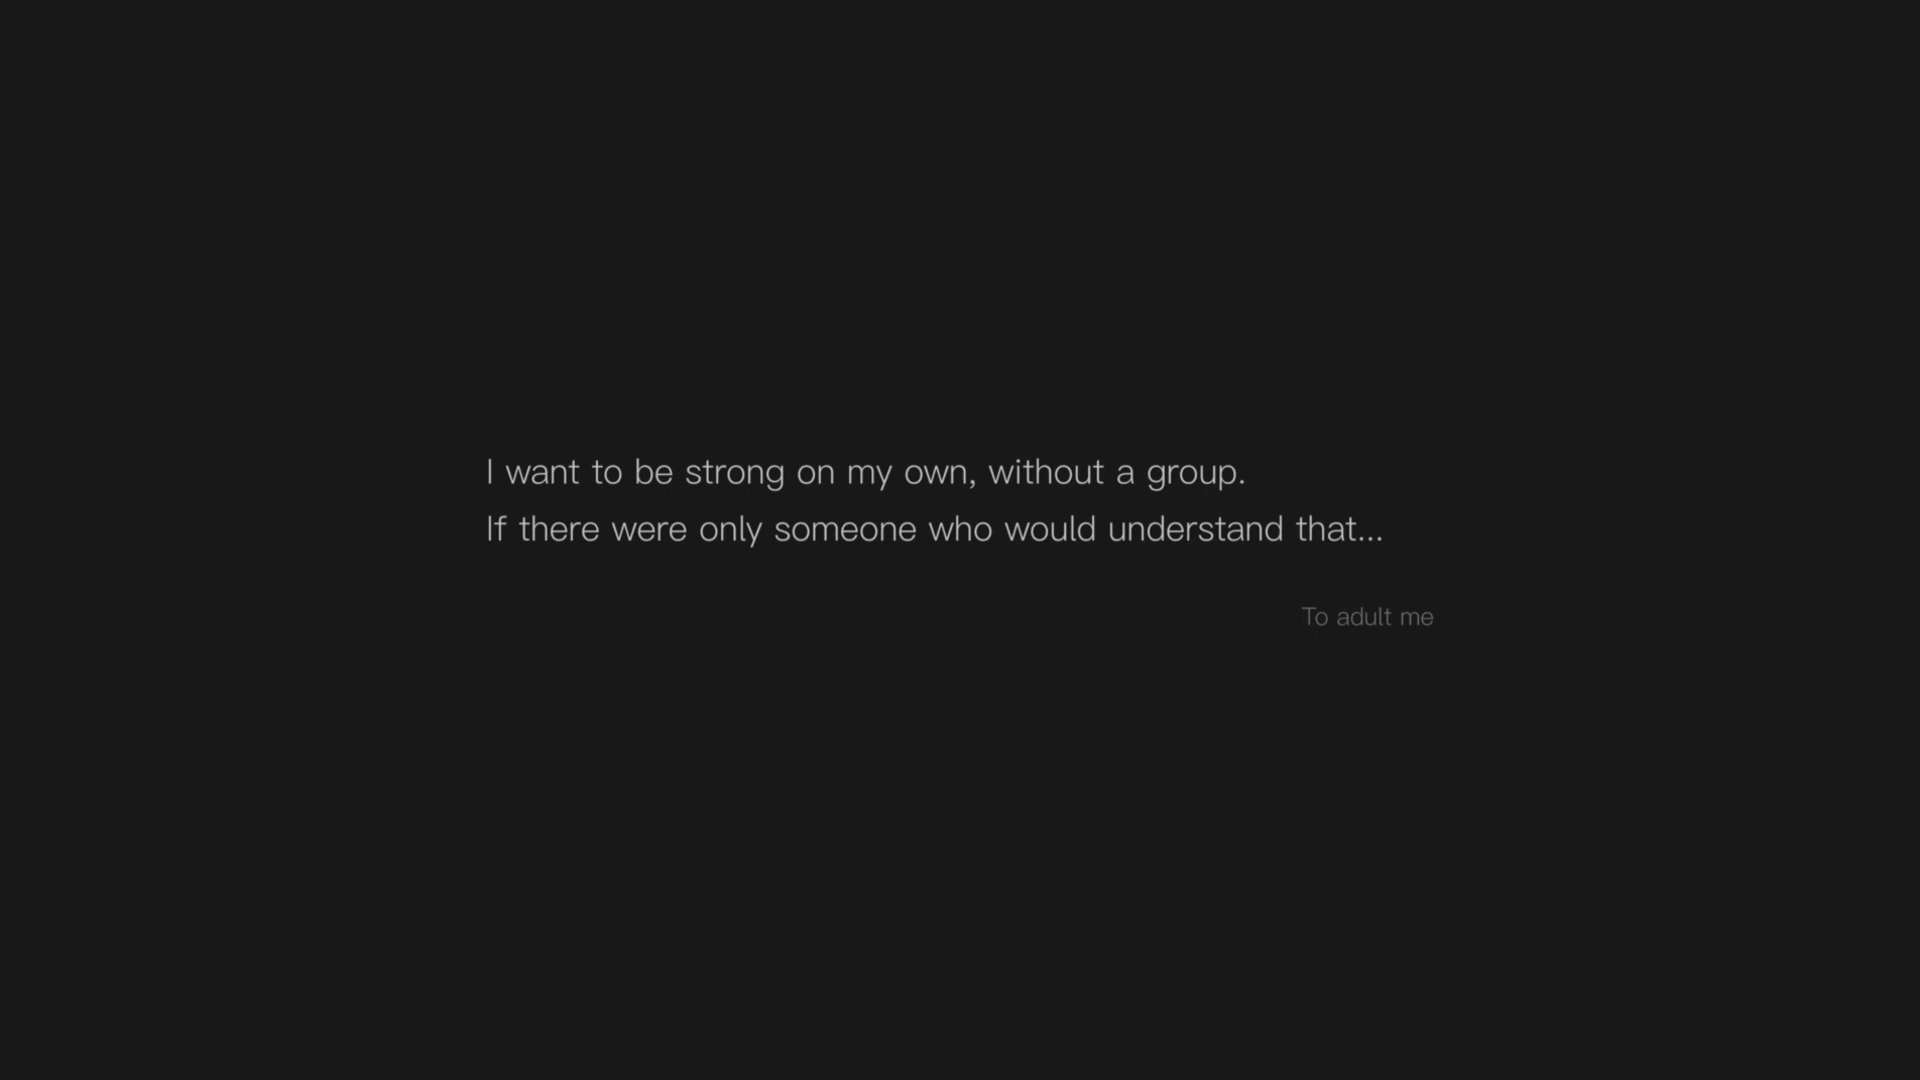 I want to be strong on my own, without a group.
If there were only someone who would understand that...
To adult me